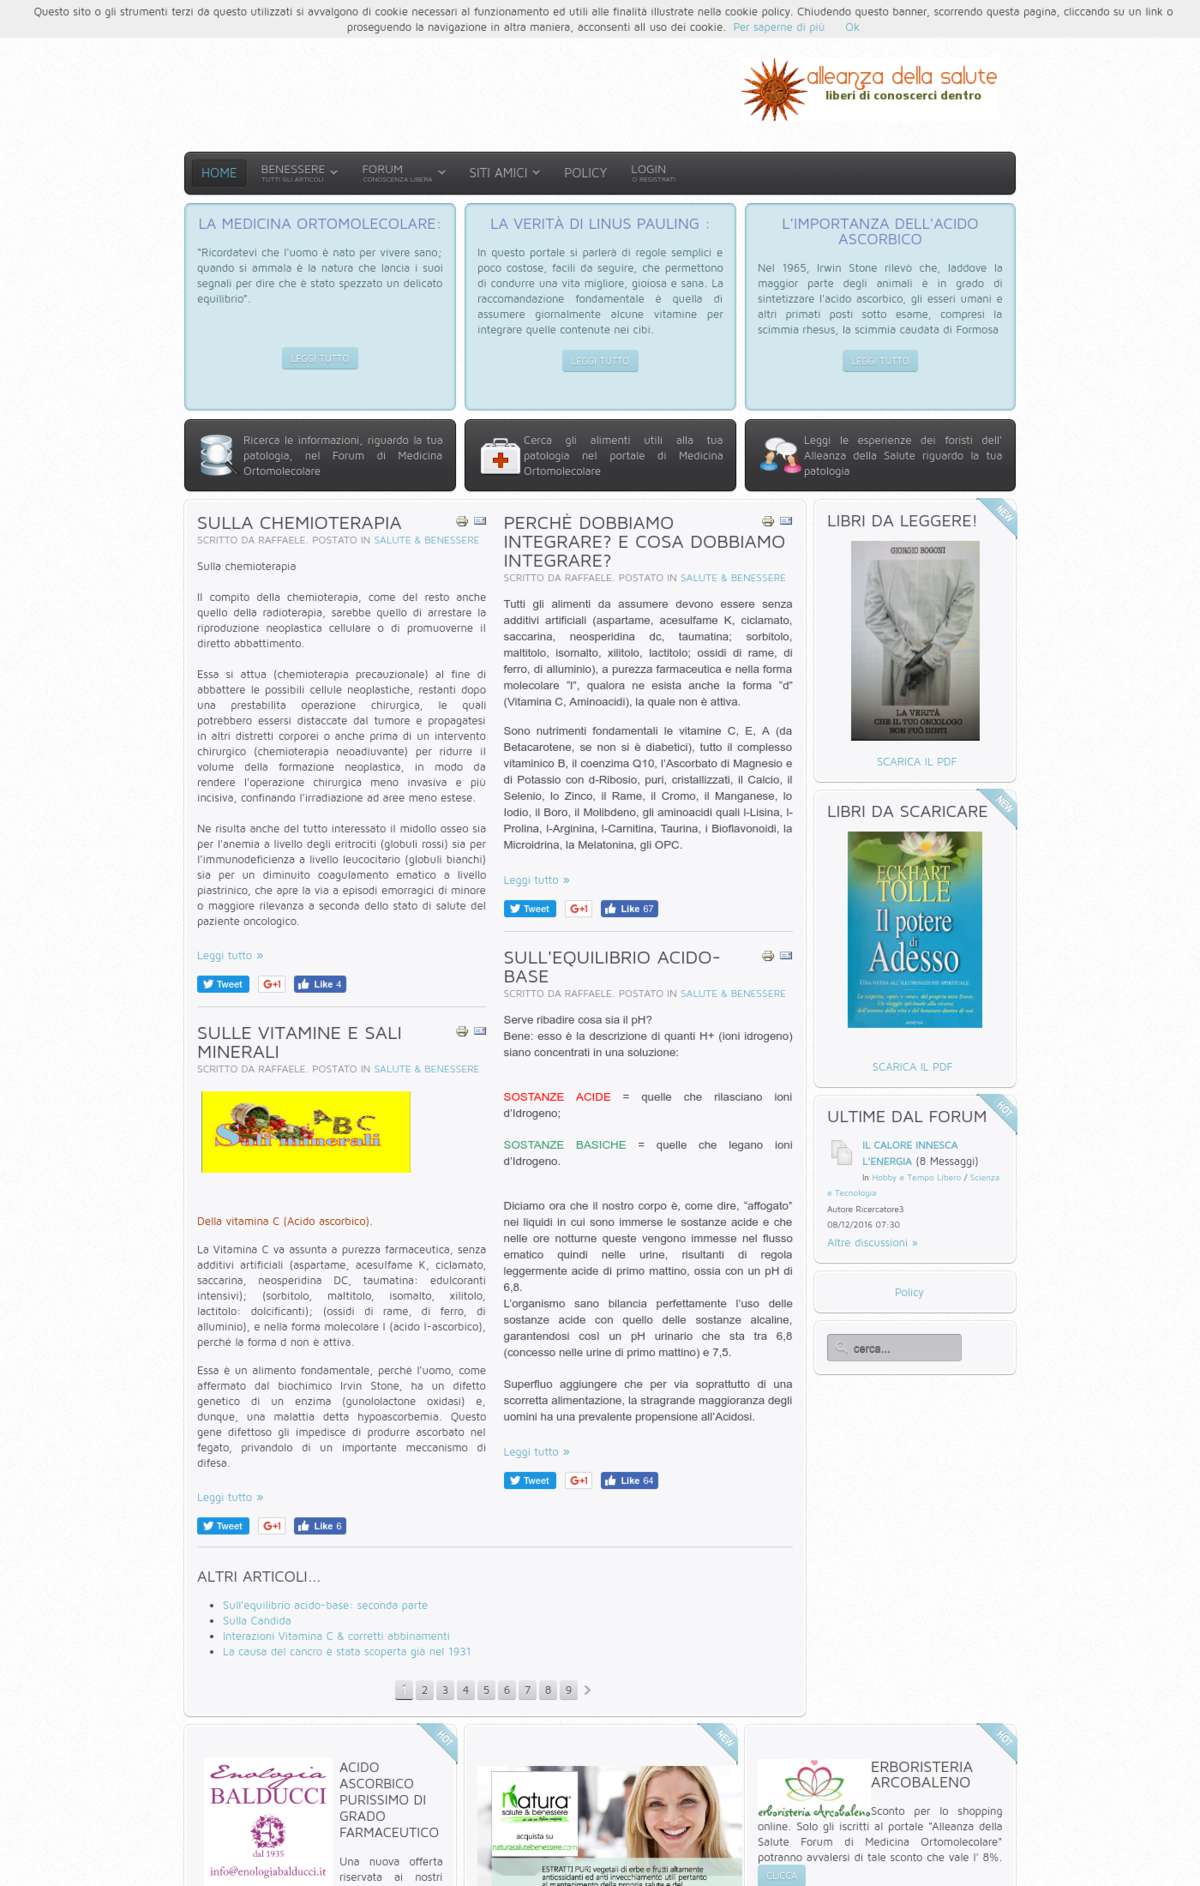 Questo sito o gli strumenti terzi da questo utilizzati si avvalgono di cookie necessari al funzionamento ed utili alle finalità illustrate nella cookie policy. Chiudendo questo banner, scorrendo questa pagina, cliccando su un link o
proseguendo la navigazione in altra maniera, acconsenti all uso dei cookie. Per saperne di più Ok
alleanza della salute
liberi di conoscerci dentro
HOME
BENESSERE
TUTTI GLI ARTICOLI
FORUM
CONOSCENZA LIBERA
SITI AMICI
POLICY
LOGIN
O REGISTRATI
LA MEDICINA ORTOMOLECOLARE:
"Ricordatevi che l'uomo è nato per vivere sano;
quando si ammala è la natura che lancia i suoi
segnali per dire che è stato spezzato un delicato
equilibrio".
LEGGI TUTTO
LA VERITÀ DI LINUS PAULING :
In questo portale si parlerà di regole semplici e
poco costose, facili da seguire, che permettono
di condurre una vita migliore, gioiosa e sana. La
raccomandazione fondamentale è quella di
assumere giornalmente alcune vitamine per
integrare quelle contenute nei cibi.
LEGGI TUTTO
L'IMPORTANZA DELL'ACIDO
ASCORBICO
Nel 1965, Irwin Stone rilevò che, laddove la
maggior parte degli animali è in grado di
sintetizzare l'acido ascorbico, gli esseri umani e
altri primati posti sotto esame, compresi la
scimmia rhesus, la scimmia caudata di Formosa
LEGGI TUTTO
Ricerca le informazioni, riguardo la tua
patologia, nel Forum di Medicina
Ortomolecolare
Cerca gli alimenti utili alla tua
patologia nel portale di Medicina
Ortomolecolare
Leggi le esperienze dei foristi dell'
Alleanza della Salute riguardo la tua
patologia
SULLA CHEMIOTERAPIA
SCRITTO DA RAFFAELE. POSTATO IN SALUTE & BENESSERE
Sulla chemioterapia
Il compito della chemioterapia, come del resto anche
quello della radioterapia, sarebbe quello di arrestare la
riproduzione neoplastica cellulare o di promuoverne il
diretto abbattimento.
Essa si attua (chemioterapia precauzionale) al fine di
abbattere le possibili cellule neoplastiche, restanti dopo
una prestabilita operazione chirurgica, le quali
potrebbero essersi distaccate dal tumore e propagatesi
in altri distretti corporei o anche prima di un intervento
chirurgico (chemioterapia neoadiuvante) per ridurre il
volume della formazione neoplastica, in modo da
rendere l'operazione chirurgica meno invasiva e più
incisiva, confinando l'irradiazione ad aree meno estese.
Ne risulta anche del tutto interessato il midollo osseo sia
per l'anemia a livello degli eritrociti (globuli rossi) sia per
l'immunodeficienza a livello leucocitario (globuli bianchi)
sia per un diminuito coagulamento ematico a livello
piastrinico, che apre la via a episodi emorragici di minore
o maggiore rilevanza a seconda dello stato di salute del
paziente oncologico.
Leggi tutto »
Tweet G+1 Like 4
SULLE VITAMINE E SALI
MINERALI
SCRITTO DA RAFFAELE. POSTATO IN SALUTE & BENESSERE
ABC
Sali minerali
Della vitamina C (Acido ascorbico).
La Vitamina C va assunta a purezza farmaceutica, senza
additivi artificiali (aspartame, acesulfame K, ciclamato,
saccarina, neosperidina DC, taumatina: edulcoranti
intensivi); (sorbitolo, maltitolo, isomalto, xilitolo,
lactitolo: dolcificanti); (ossidi di rame, di ferro, di
alluminio), e nella forma molecolare l (acido l-ascorbico),
perché la forma d non è attiva.
Essa è un alimento fondamentale, perché l'uomo, come
affermato dal biochimico Irvin Stone, ha un difetto
genetico di un enzima (gunololactone oxidasi) e,
dunque, una malattia detta hypoascorbemia. Questo
gene difettoso gli impedisce di produrre ascorbato nel
fegato, privandolo di un importante meccanismo di
difesa.
Leggi tutto »
Tweet G+1 Like 6
PERCHÈ DOBBIAMO
INTEGRARE? E COSA DOBBIAMO
INTEGRARE?
SCRITTO DA RAFFAELE. POSTATO IN SALUTE & BENESSERE
Tutti gli alimenti da assumere devono essere senza
additivi artificiali (aspartame, acesulfame K, ciclamato,
saccarina, neosperidina dc, taumatina; sorbitolo,
maltitolo, isomalto, xilitolo, lactitolo; ossidi di rame, di
ferro, di alluminio), a purezza farmaceutica e nella forma
molecolare "l", qualora ne esista anche la forma "d"
(Vitamina C, Aminoacidi), la quale non è attiva.
Sono nutrimenti fondamentali le vitamine C, E, A (da
Betacarotene, se non si è diabetici), tutto il complesso
vitaminico B, il coenzima Q10, l'Ascorbato di Magnesio e
di Potassio con d-Ribosio, puri, cristallizzati, il Calcio, il
Selenio, lo Zinco, il Rame, il Cromo, il Manganese, lo
Iodio, il Boro, il Molibdeno, gli aminoacidi quali l-Lisina, l-
Prolina, l-Arginina, l-Carnitina, Taurina, i Bioflavonoidi, la
Microidrina, la Melatonina, gli OPC.
Leggi tutto »
Tweet G+1 Like 67
SULL'EQUILIBRIO ACIDO-
BASE
SCRITTO DA RAFFAELE. POSTATO IN SALUTE & BENESSERE
Serve ribadire cosa sia il pH?
Bene: esso è la descrizione di quanti H+ (ioni idrogeno)
siano concentrati in una soluzione:
SOSTANZE ACIDE = quelle che rilasciano ioni
d'Idrogeno;
SOSTANZE BASICHE = quelle che legano ioni
d'Idrogeno.
Diciamo ora che il nostro corpo è, come dire, "affogato"
nei liquidi in cui sono immerse le sostanze acide e che
nelle ore notturne queste vengono immesse nel flusso
ematico quindi nelle urine, risultanti di regola
leggermente acide di primo mattino, ossia con un pH di
6,8.
L'organismo sano bilancia perfettamente l'uso delle
sostanze acide con quello delle sostanze alcaline,
garantendosi così un pH urinario che sta tra 6,8
(concesso nelle urine di primo mattino) e 7,5.
Superfluo aggiungere che per via soprattutto di una
scorretta alimentazione, la stragrande maggioranza degli
uomini ha una prevalente propensione all'Acidosi.
Leggi tutto »
Tweet G+1 Like 64
ALTRI ARTICOLI...
Sull'equilibrio acido-base: seconda parte
Sulla Candida
Interazioni Vitamina C & corretti abbinamenti
La causa del cancro è stata scoperta già nel 1931
1 2 3 4 5 6 7 8 9
NEW
LIBRI DA LEGGERE!
GIORGIO BOGONI
LA VERITÀ
CHE IL TUO ONCOLOGO
NON PUÒ DIRTI
SCARICA IL PDF
NEW
LIBRI DA SCARICARE
ECKHART
TOLLE
Il potere
di
Adesso
SCARICA IL PDF
HOT
ULTIME DAL FORUM
IL CALORE INNESCA
L'ENERGIA (8 Messaggi)
In Hobby e Tempo Libero / Scienza
e Tecnologia
Autore Ricercatore3
08/12/2016 07:30
Altre discussioni »
Policy
cerca...
HOT
Enologia
BALDUCCI
dal 1935
info@enologiabalducci.it
ACIDO
ASCORBICO
PURISSIMO DI
GRADO
FARMACEUTICO
Una nuova offerta
riservata ai nostri
NEW
natura
salute & benessere
acquista su
naturasalutebenessere.com
ESTRATTI PURI vegetali di erbe e frutti altamente
antiossidanti ed anti invecchiamento utili pertanto
HOT
erboristeria Arcobaleno
ERBORISTERIA
ARCOBALENO
Sconto per lo shopping
online. Solo gli iscritti al portale "Alleanza della
Salute Forum di Medicina Ortomolecolare"
potranno avvalersi di tale sconto che vale l' 8%.
CLICCA